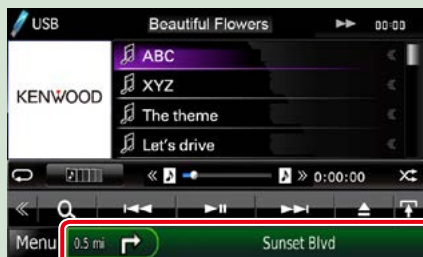 USB Beautiful Flowers 00:00
ABC
XYZ
KENWOOD
The theme
Let's drive
0:00:00
Menu 0.5 mi Sunset Blvd